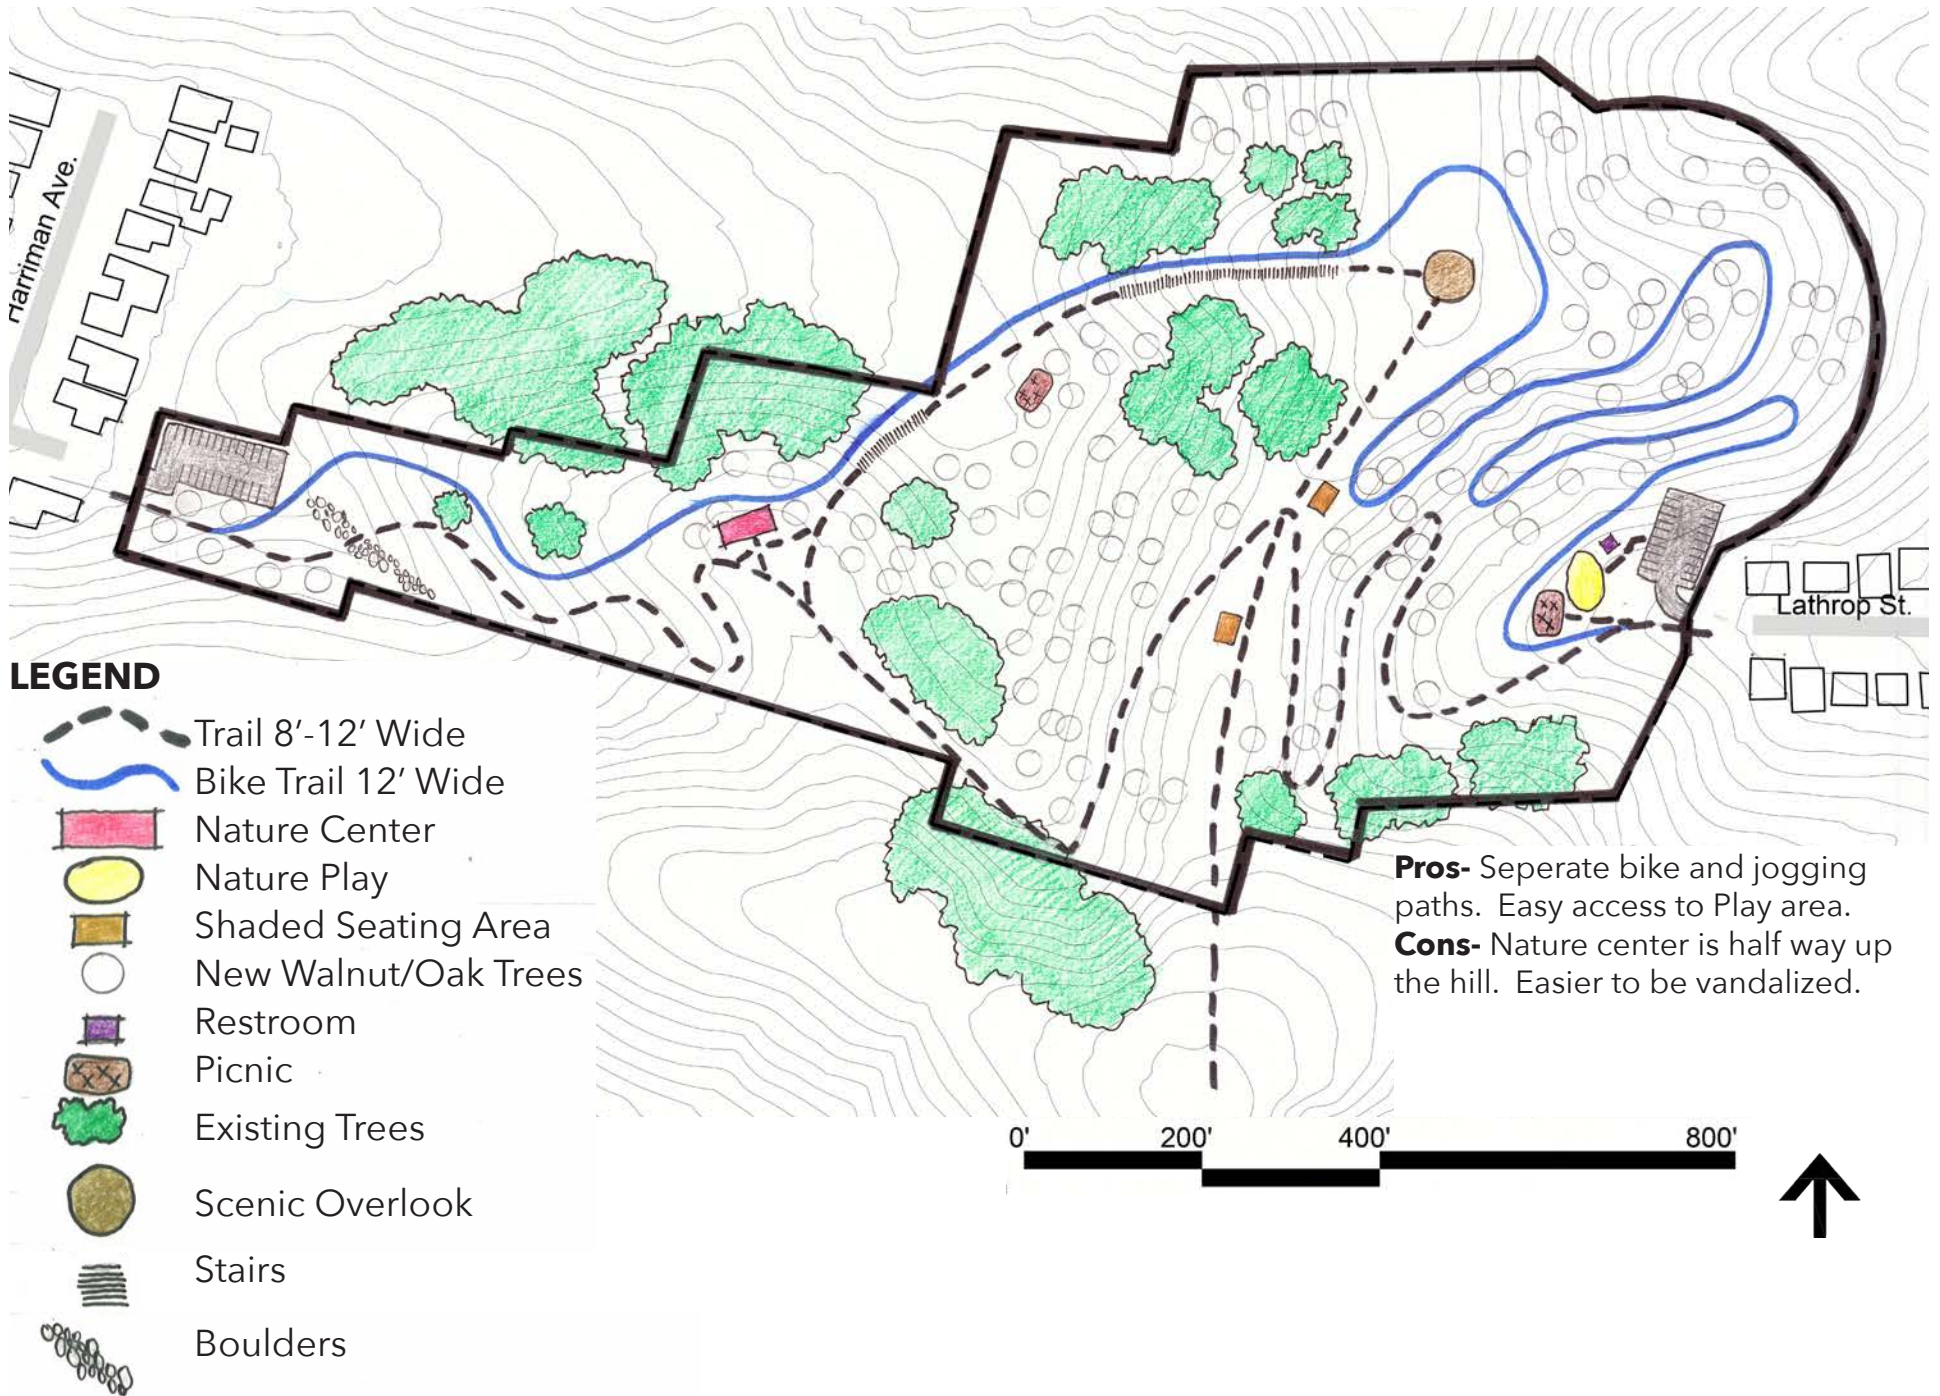 Harriman Ave.
Lathrop St.
LEGEND
Trail 8'-12' Wide
Bike Trail 12' Wide
Nature Center
Nature Play
Shaded Seating Area
New Walnut/Oak Trees
Restroom
Picnic
Existing Trees
Scenic Overlook
Stairs
Boulders
Pros- Seperate bike and jogging
paths.  Easy access to Play area.
Cons- Nature center is half way up
the hill.  Easier to be vandalized.
0' 200' 400' 800'